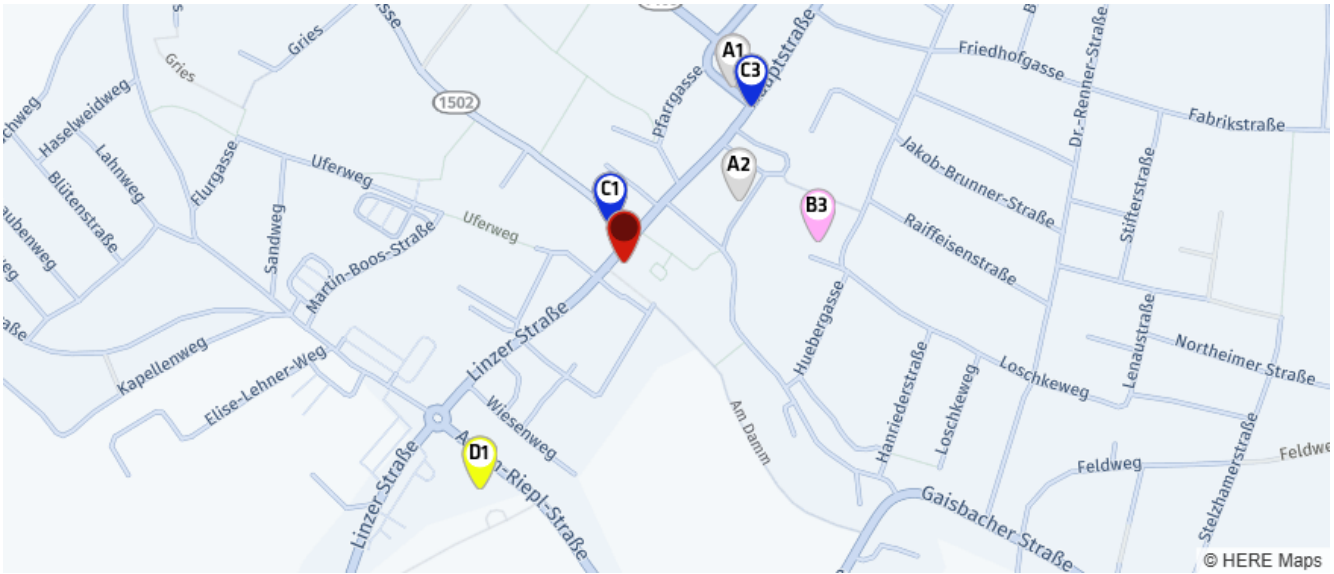 1502
A1
C3
Hauptstraße
Pfarrgasse
Gries
Gries
Haselweidweg
Lahnweg
Blütenstraße
Flurgasse
Uferweg
Uferweg
Sandweg
Martin-Boos-Straße
C1
A2
B3
Friedhofgasse
Dr.-Renner-Straße
Fabrikstraße
Jakob-Brunner-Straße
Stifterstraße
Raiffeisenstraße
Kapellenweg
Elise-Lehner-Weg
Linzer Straße
Wiesenweg
Huebergasse
Hanriederstraße
Loschkeweg
Loschkeweg
Lenaustraße
Northeimer Straße
Am Damm
D1
Linzer Straße
Feldweg
Feldwe
Gaisbacher Straße
Stelzhamerstraße
© HERE Maps